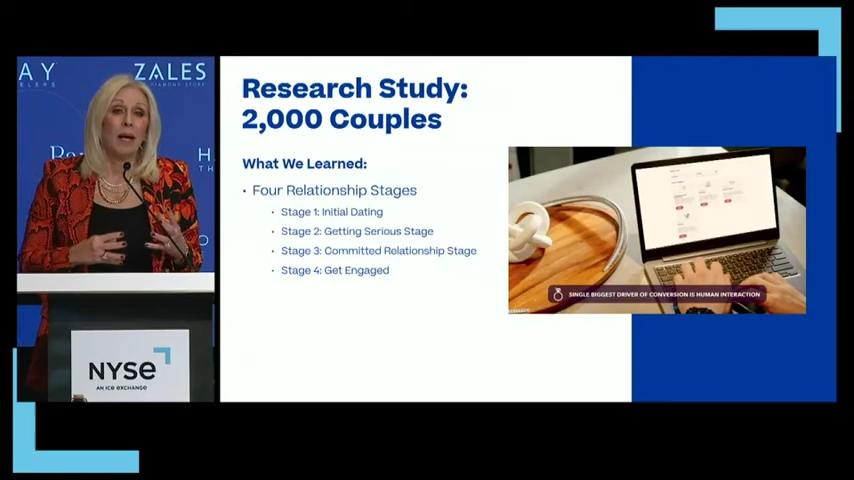 AY
ZALES
Research Study:
2,000 Couples
What We Learned:
• Four Relationship Stages
• Stage 1: Initial Dating
• Stage 2: Getting Serious Stage
• Stage 3: Committed Relationship Stage
• Stage 4: Get Engaged
SINGLE BIGGEST DRIVER OF CONVERSION IS HUMAN INTERACTION
NYSE
AN ICE EXCHANGE